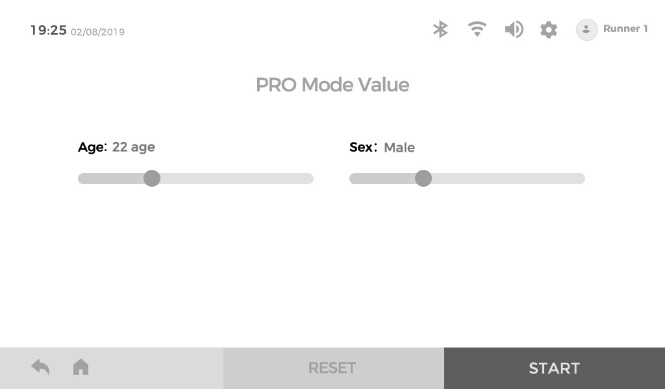 19:25 02/08/2019 Runner 1
PRO Mode Value
Age: 22 age Sex: Male
RESET START